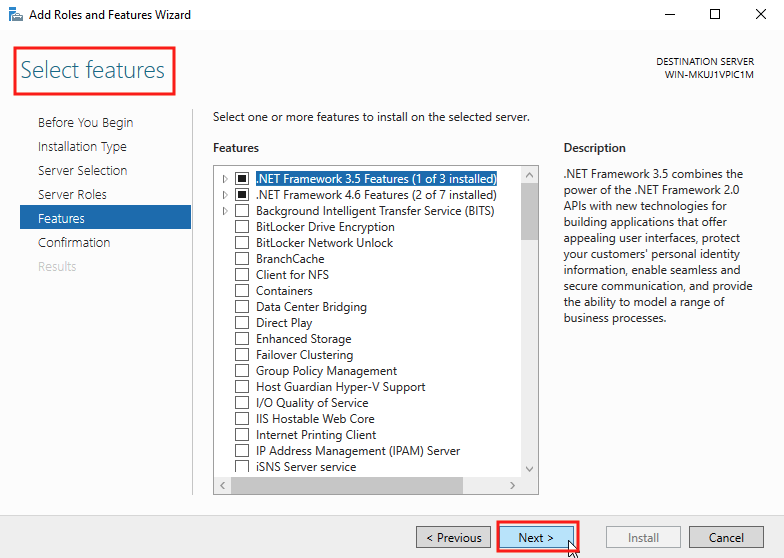 Add Roles and Features Wizard
Select features
DESTINATION SERVER
WIN-MKUJ1VPIC1M
Before You Begin
Installation Type
Server Selection
Server Roles
Features
Confirmation
Results
Select one or more features to install on the selected server.
Features
.NET Framework 3.5 Features (1 of 3 installed)
.NET Framework 4.6 Features (2 of 7 installed)
Background Intelligent Transfer Service (BITS)
BitLocker Drive Encryption
BitLocker Network Unlock
BranchCache
Client for NFS
Containers
Data Center Bridging
Direct Play
Enhanced Storage
Failover Clustering
Group Policy Management
Host Guardian Hyper-V Support
I/O Quality of Service
IIS Hostable Web Core
Internet Printing Client
IP Address Management (IPAM) Server
iSNS Server service
Description
.NET Framework 3.5 combines the
power of the .NET Framework 2.0
APIs with new technologies for
building applications that offer
appealing user interfaces, protect
your customers' personal identity
information, enable seamless and
secure communication, and provide
the ability to model a range of
business processes.
< Previous
Next >
Install
Cancel